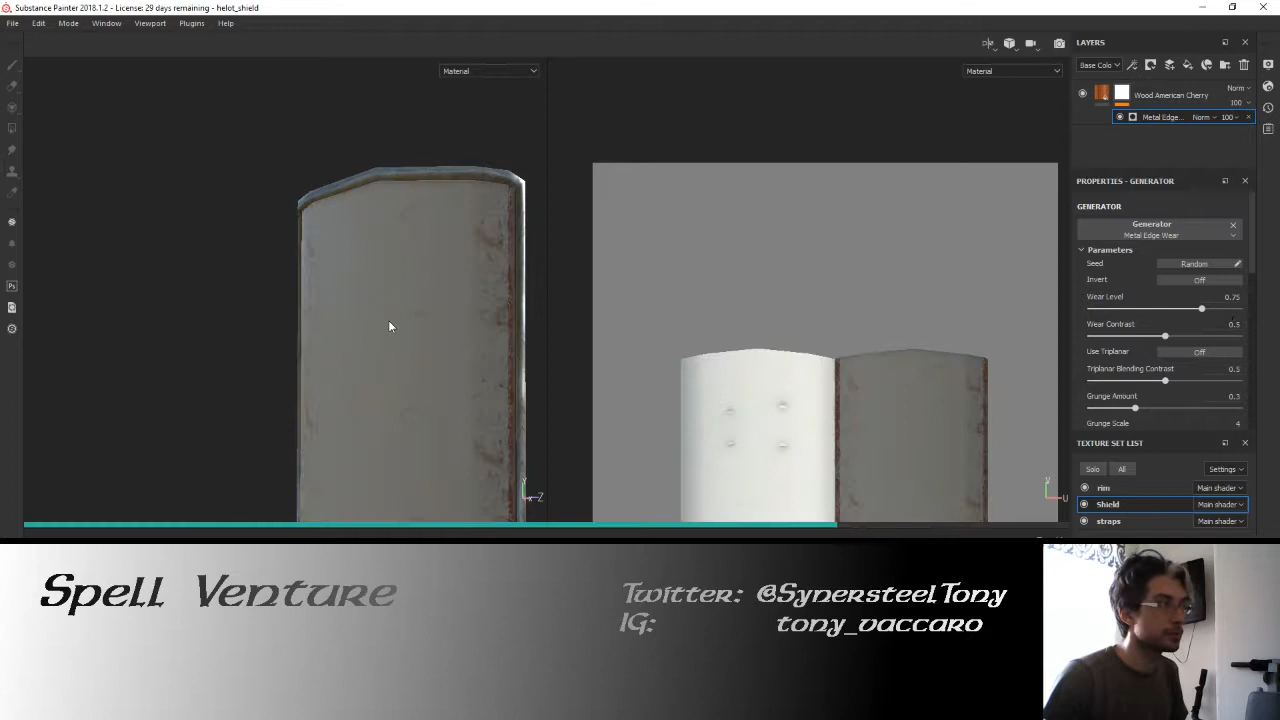 Substance Painter 2018.1.2 - License: 29 days remaining - helot_shield
File Edit Mode Window Viewport Plugins Help
Material
Material
LAYERS
Base Colo
Wood American Cherry
Norm
100
Metal Edge... Norm 100
PROPERTIES - GENERATOR
GENERATOR
Generator
Metal Edge Wear
Parameters
Seed Random
Invert Off
Wear Level 0.75
Wear Contrast 0.5
Use Triplanar Off
Triplanar Blending Contrast 0.5
Grunge Amount 0.3
Grunge Scale 4
TEXTURE SET LIST
Solo All Settings
rim Main shader
Shield Main shader
straps Main shader
Ps
Y
X Z
U
Spell Venture
Twitter: @SynersteelTony
IG: tony_vaccaro